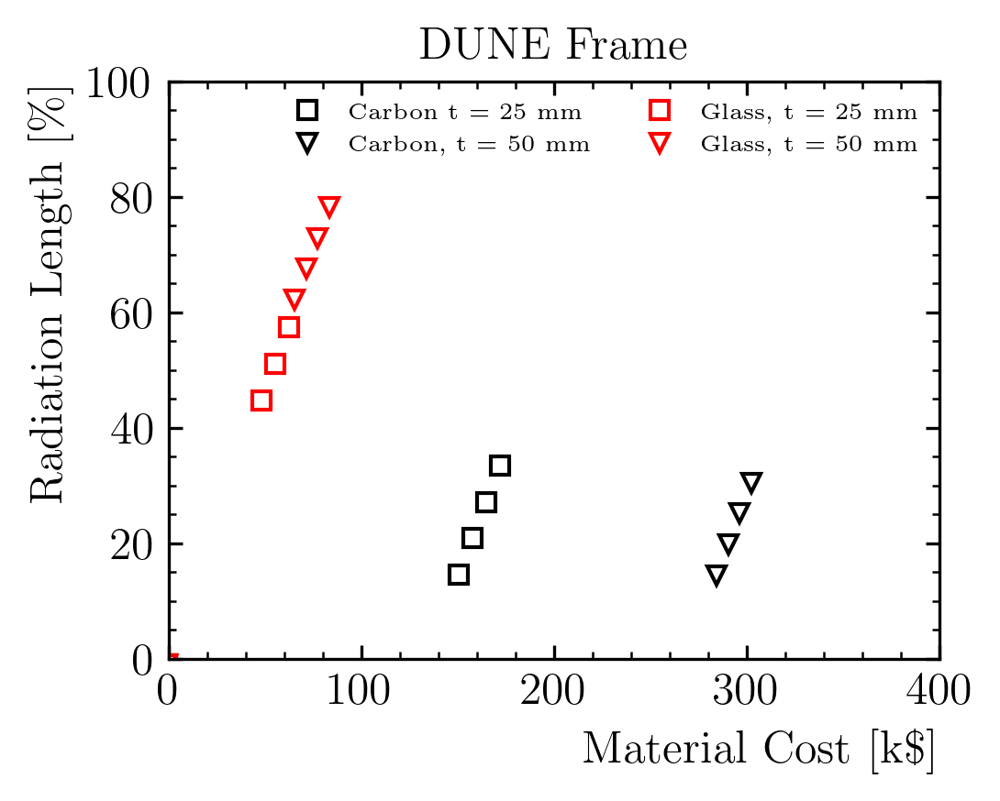 DUNE Frame
Radiation Length [%]
100
80
60
40
20
0
Carbon t = 25 mm
Carbon, t = 50 mm
Glass, t = 25 mm
Glass, t = 50 mm
0 100 200 300 400
Material Cost [k$]